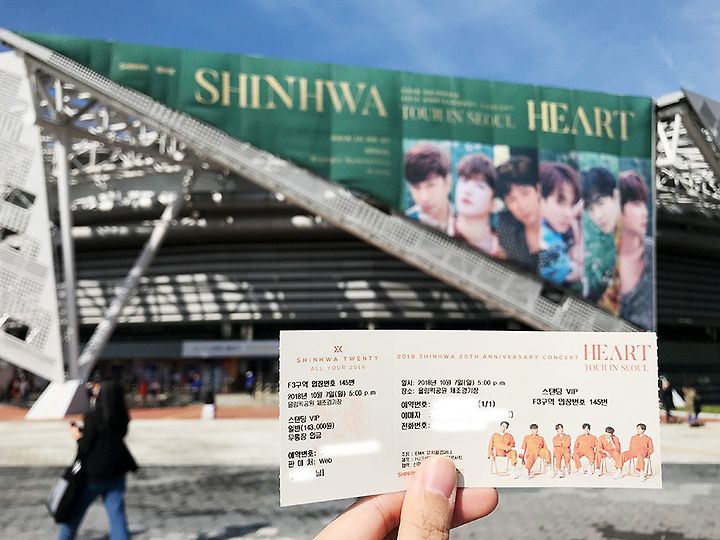 SHINHWA
TOUR IN SEOUL
HEART
SHINHWA TWENTY
ALL YOUR 2018
F3구역 입장번호 145번
2018년 10월 7일(일) 5:00 p.m
올림픽공원 체조경기장
스탠딩 VIP
일반(143,000원)
무통장 입금
예약번호:
판 매 처: Web
님)
2018 SHINHWA 20TH ANNIVERSARY CONCERT
HEART
TOUR IN SEOUL
일시: 2018년 10월 7일(일) 5:00 p.m
장소: 올림픽공원 체조경기장
예약번호: (1/1)
예매자 :
전화번호:
스탠딩 VIP
F3구역 입장번호 145번